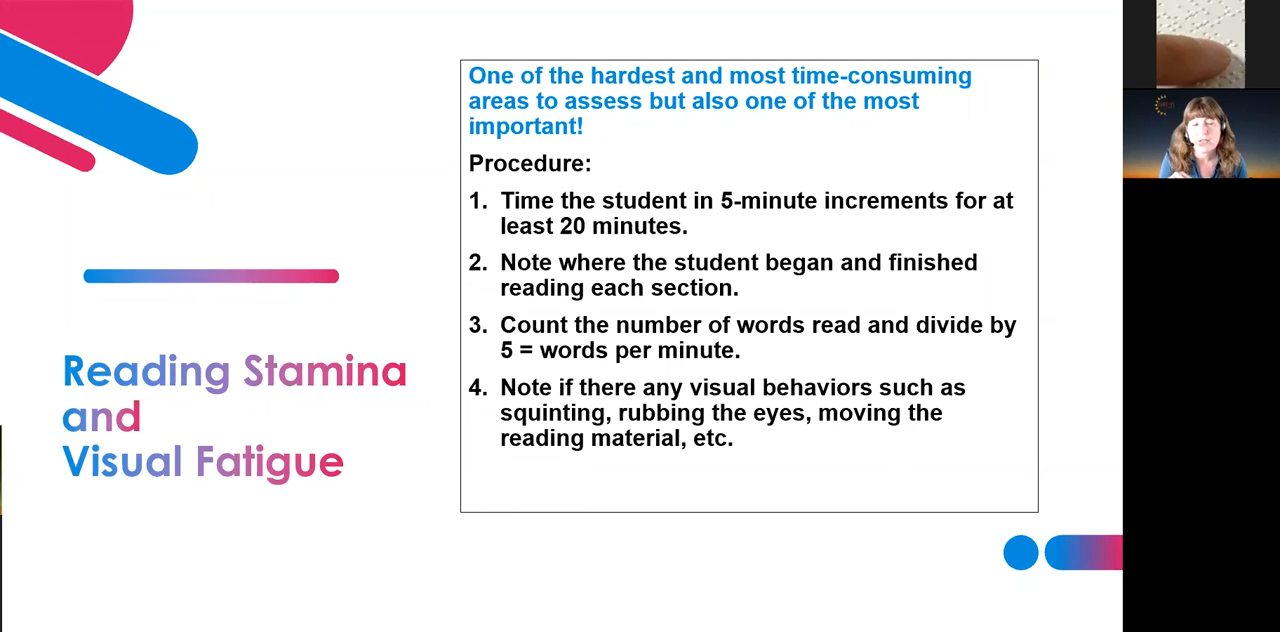 One of the hardest and most time-consuming
areas to assess but also one of the most
important!
Procedure:
1. Time the student in 5-minute increments for at
least 20 minutes.
2. Note where the student began and finished
reading each section.
3. Count the number of words read and divide by
5 = words per minute.
4. Note if there any visual behaviors such as
squinting, rubbing the eyes, moving the
reading material, etc.
Reading Stamina
and
Visual Fatigue